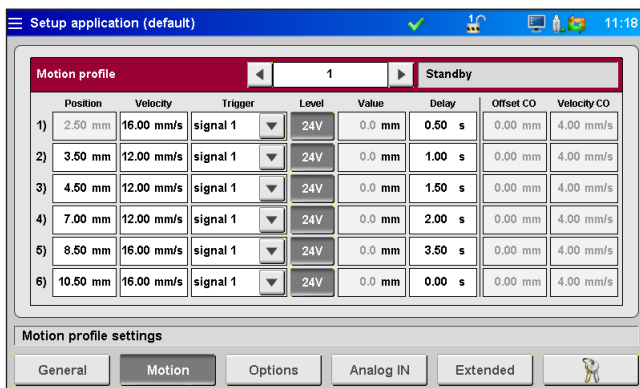 Setup application (default) 11:18
Motion profile 1 Standby
Position Velocity Trigger Level Value Delay Offset CO Velocity CO
1) 2.50 mm 16.00 mm/s signal 1 24V 0.0 mm 0.50 s 0.00 mm 4.00 mm/s
2) 3.50 mm 12.00 mm/s signal 1 24V 0.0 mm 1.00 s 0.00 mm 4.00 mm/s
3) 4.50 mm 12.00 mm/s signal 1 24V 0.0 mm 1.50 s 0.00 mm 4.00 mm/s
4) 7.00 mm 12.00 mm/s signal 1 24V 0.0 mm 2.00 s 0.00 mm 4.00 mm/s
5) 8.50 mm 16.00 mm/s signal 1 24V 0.0 mm 3.50 s 0.00 mm 4.00 mm/s
6) 10.50 mm 16.00 mm/s signal 1 24V 0.0 mm 0.00 s 0.00 mm 4.00 mm/s
Motion profile settings
General Motion Options Analog IN Extended